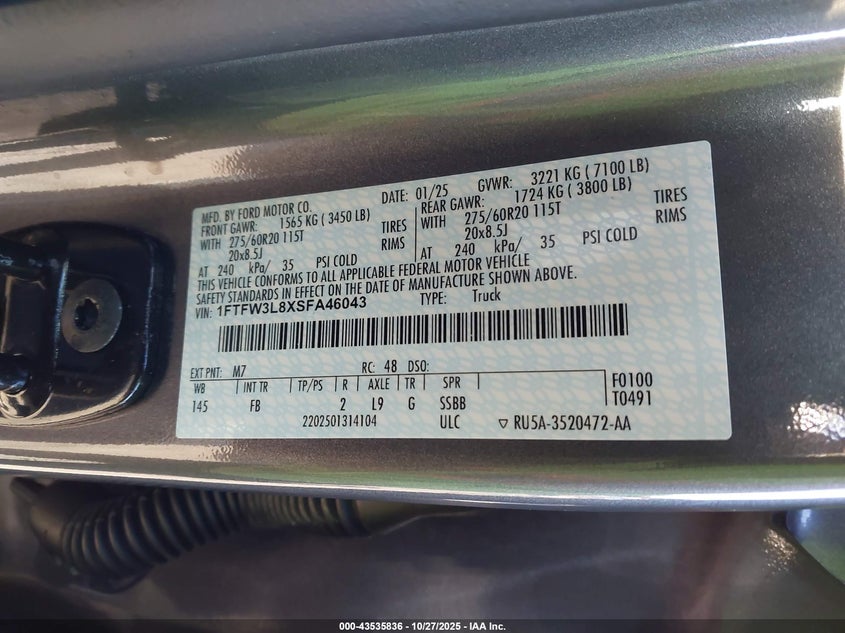 MFD. BY FORD MOTOR CO. DATE: 01/25 GVWR: 3221 KG ( 7100 LB)
FRONT GAWR: 1565 KG ( 3450 LB) REAR GAWR: 1724 KG ( 3800 LB)
WITH 275/60R20 115T TIRES WITH 275/60R20 115T TIRES
20x8.5J RIMS 20x8.5J RIMS
AT 240 kPa/ 35 PSI COLD AT 240 kPa/ 35 PSI COLD
THIS VEHICLE CONFORMS TO ALL APPLICABLE FEDERAL MOTOR VEHICLE
SAFETY STANDARDS IN EFFECT ON THE DATE OF MANUFACTURE SHOWN ABOVE.
VIN: 1FTFW3L8XSFA46043 TYPE: Truck
EXT PNT: M7 RC: 48 DSO:
WB INT TR TP/PS R AXLE TR SPR F0100
145 FB 2 L9 G SSBB T0491
2202501314104 ULC RU5A-3520472-AA
000-43535836 - 10/27/2025 - IAA Inc.